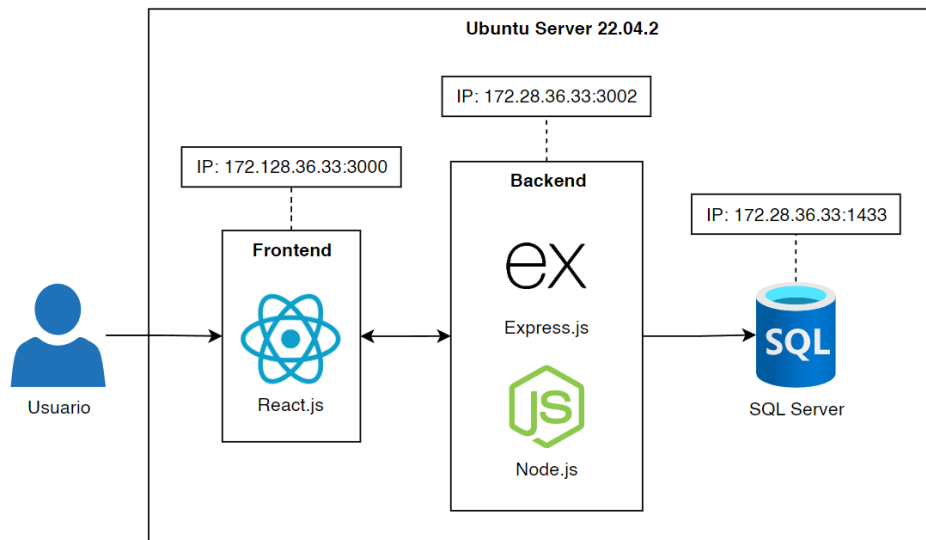 Ubuntu Server 22.04.2
IP: 172.28.36.33:3002
IP: 172.128.36.33:3000
Backend
IP: 172.28.36.33:1433
Frontend
ex
Express.js
SQL
JS
React.js
Usuario
SQL Server
Node.js